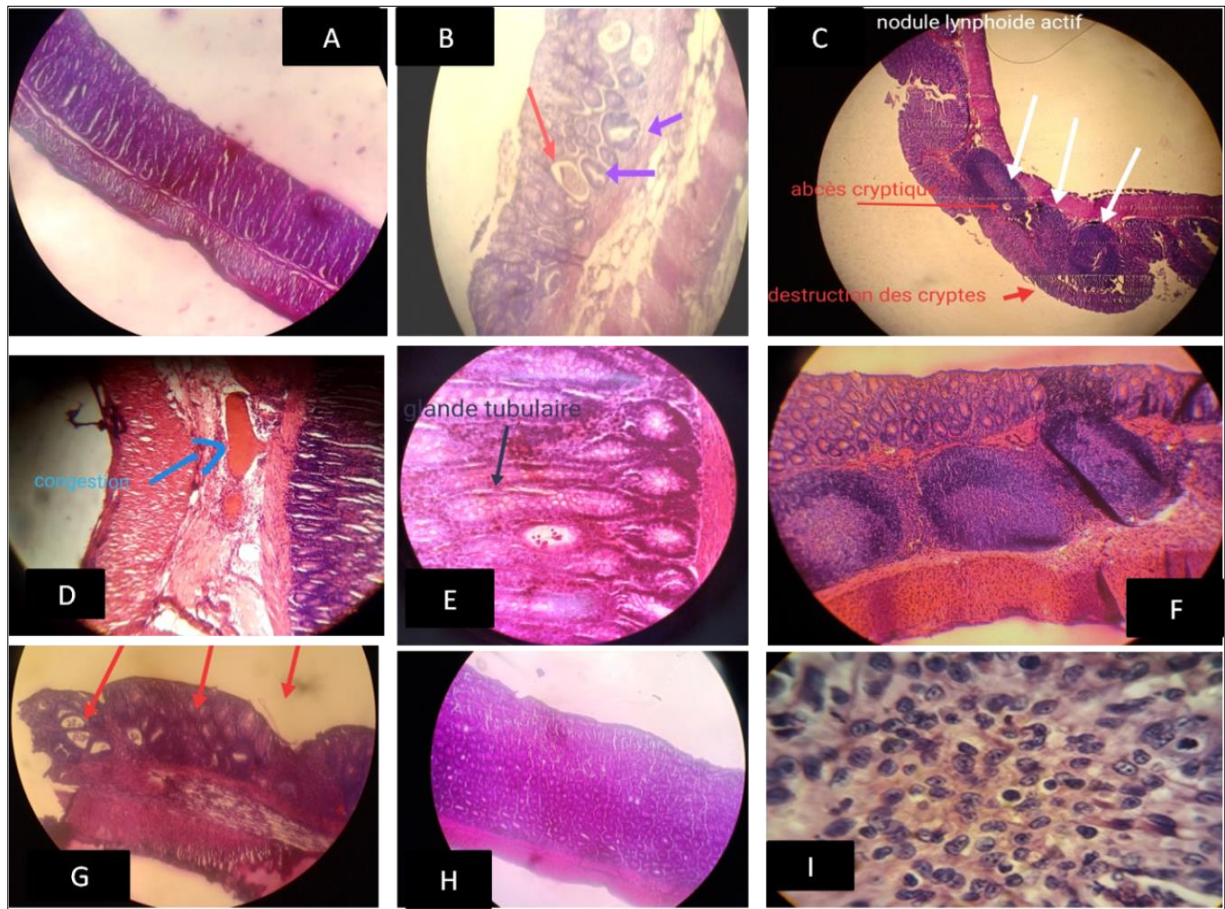 A
B
C
nodule lynphoide actif
abcès cryptique
destruction des cryptes
congestion
D
glande tubulaire
E
F
G
H
I